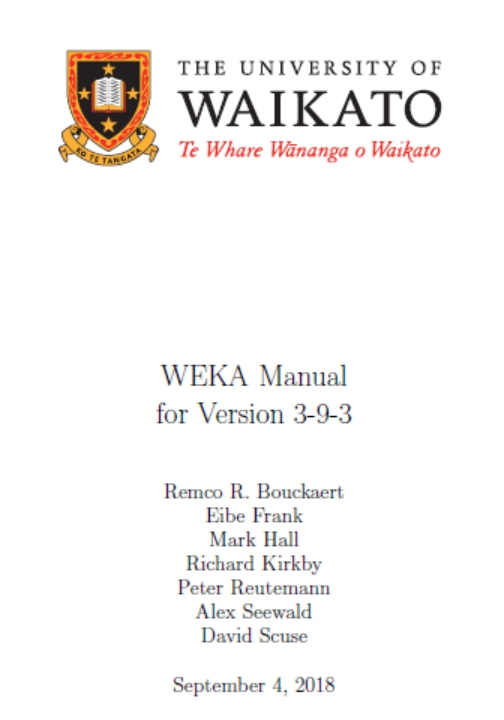 THE UNIVERSITY OF
WAIKATO
Te Whare Wānanga o Waikato
KO TE TANGATA
WEKA Manual
for Version 3-9-3
Remco R. Bouckaert
Eibe Frank
Mark Hall
Richard Kirkby
Peter Reutemann
Alex Seewald
David Scuse
September 4, 2018